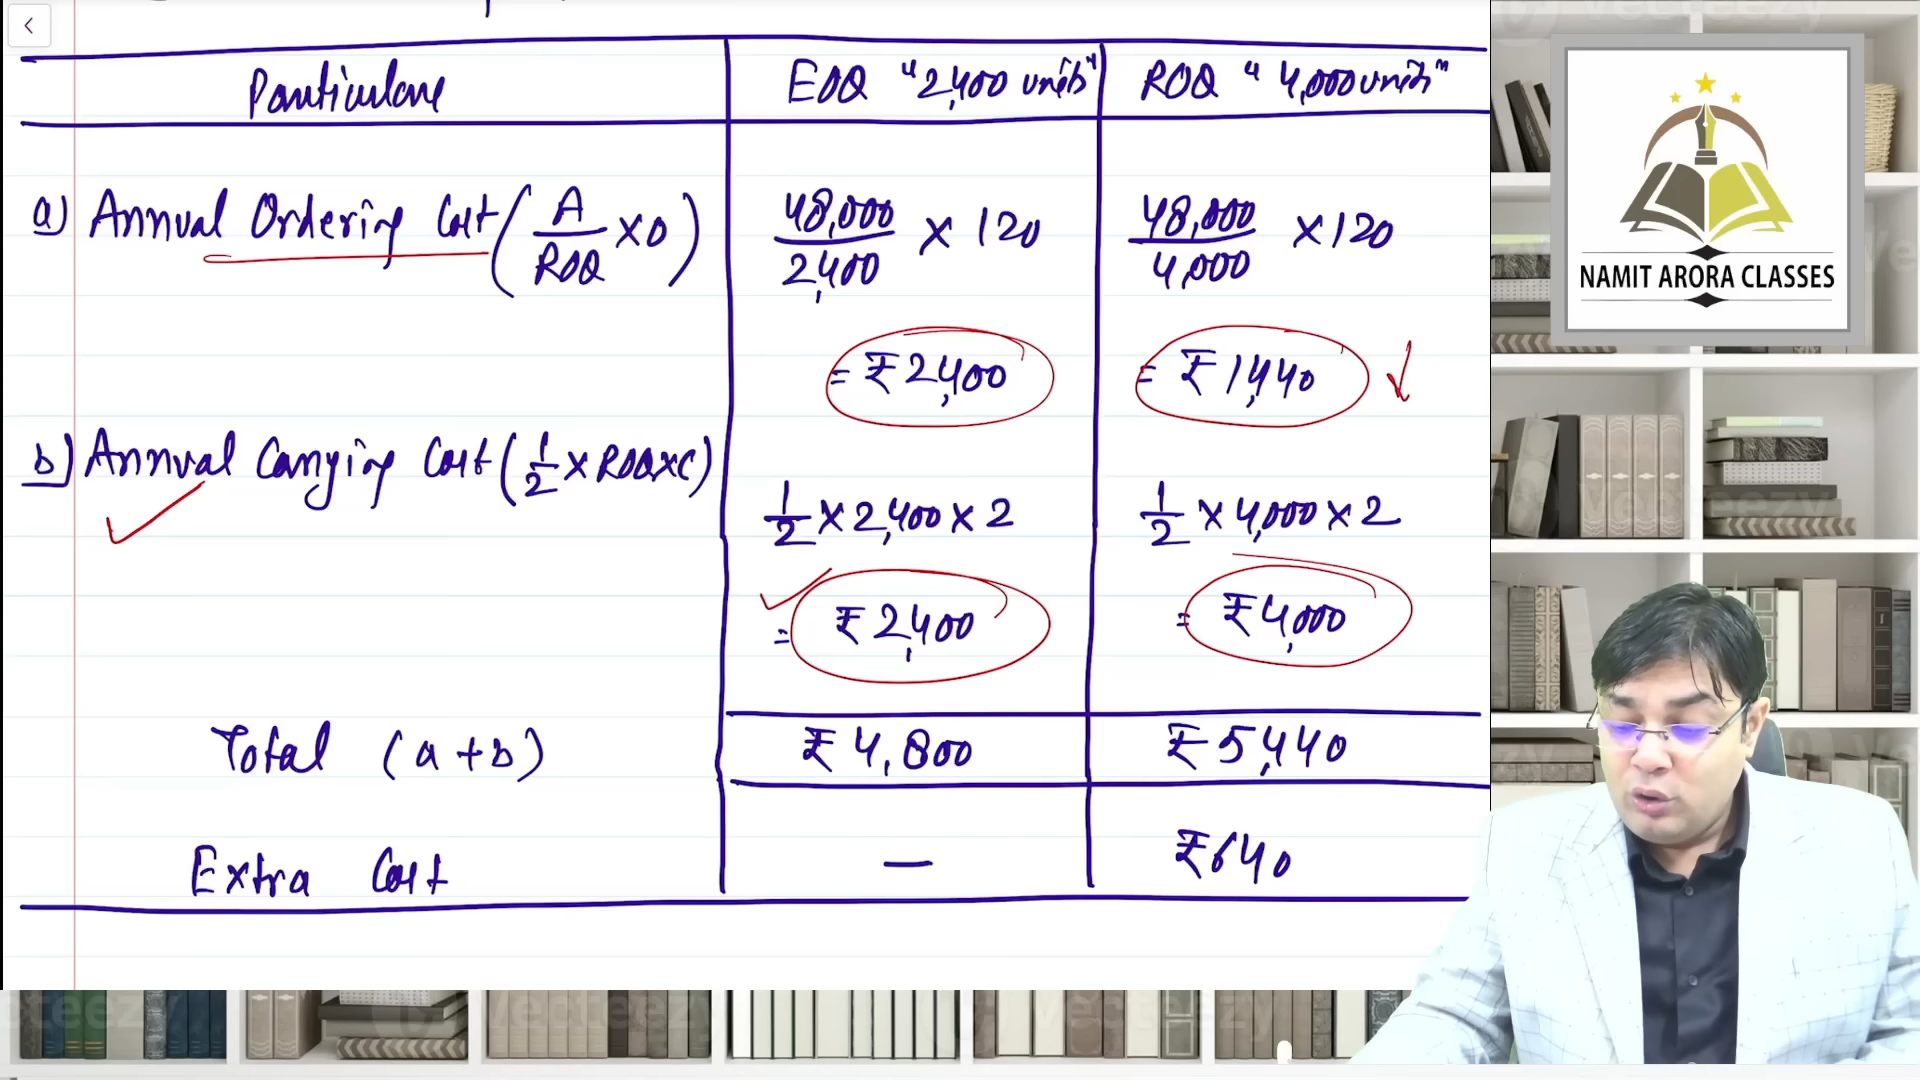 Particulars EOQ "2,400 units" ROQ "4,000 units"
a) Annual Ordering Cost (A/ROQ × O) 48,000/2,400 × 120 48,000/4,000 × 120
= ₹2,400 = ₹1,440
b) Annual Carrying Cost (1/2 × ROQ × C)
1/2 × 2,400 × 2 1/2 × 4,000 × 2
= ₹2,400 = ₹4,000
Total (a+b) ₹4,800 ₹5,440
Extra Cost — ₹640
NAMIT ARORA CLASSES